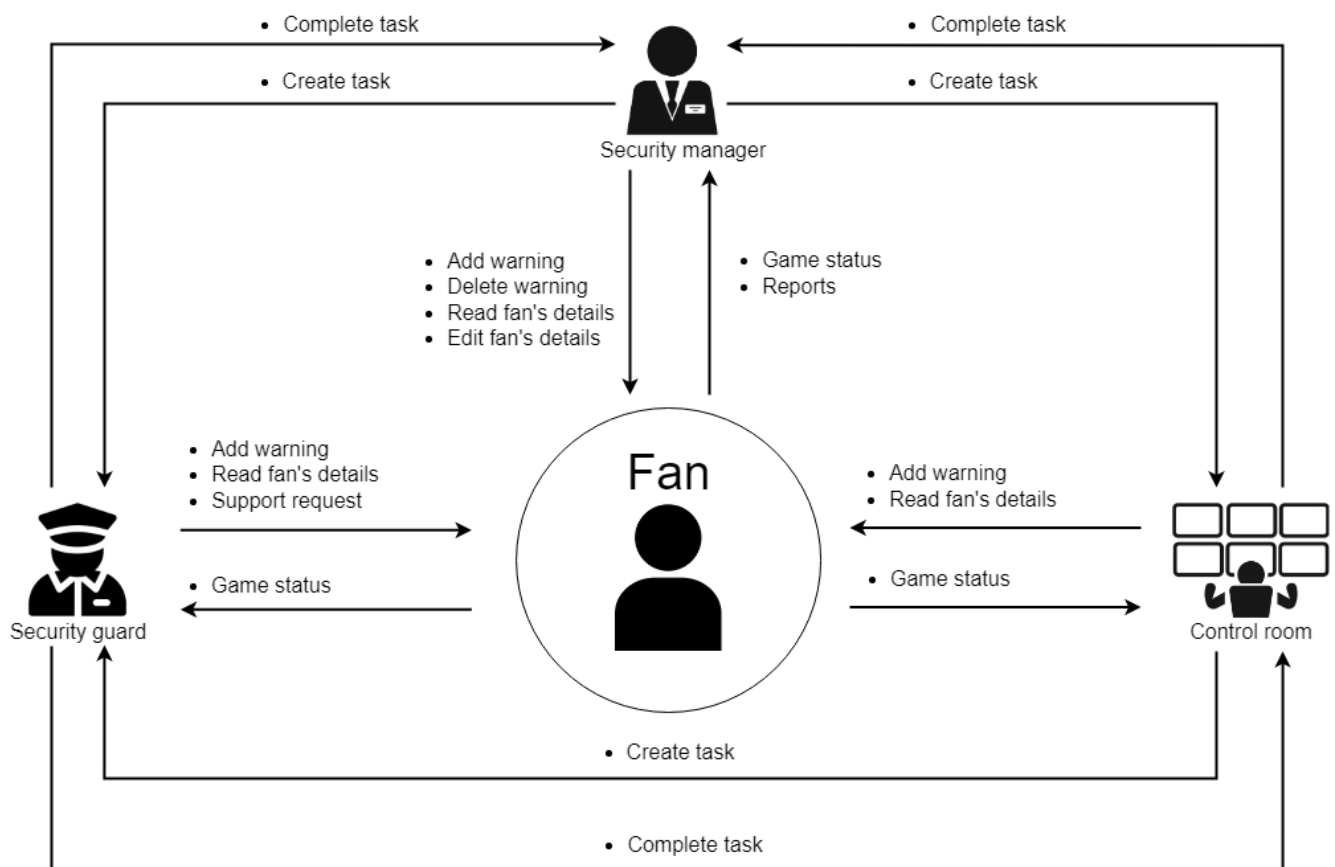 • Complete task
• Complete task
• Create task
• Create task
Security manager
• Add warning
• Delete warning
• Read fan's details
• Edit fan's details
• Game status
• Reports
• Add warning
• Read fan's details
• Support request
Fan
• Add warning
• Read fan's details
• Game status
• Game status
Security guard
Control room
• Create task
• Complete task